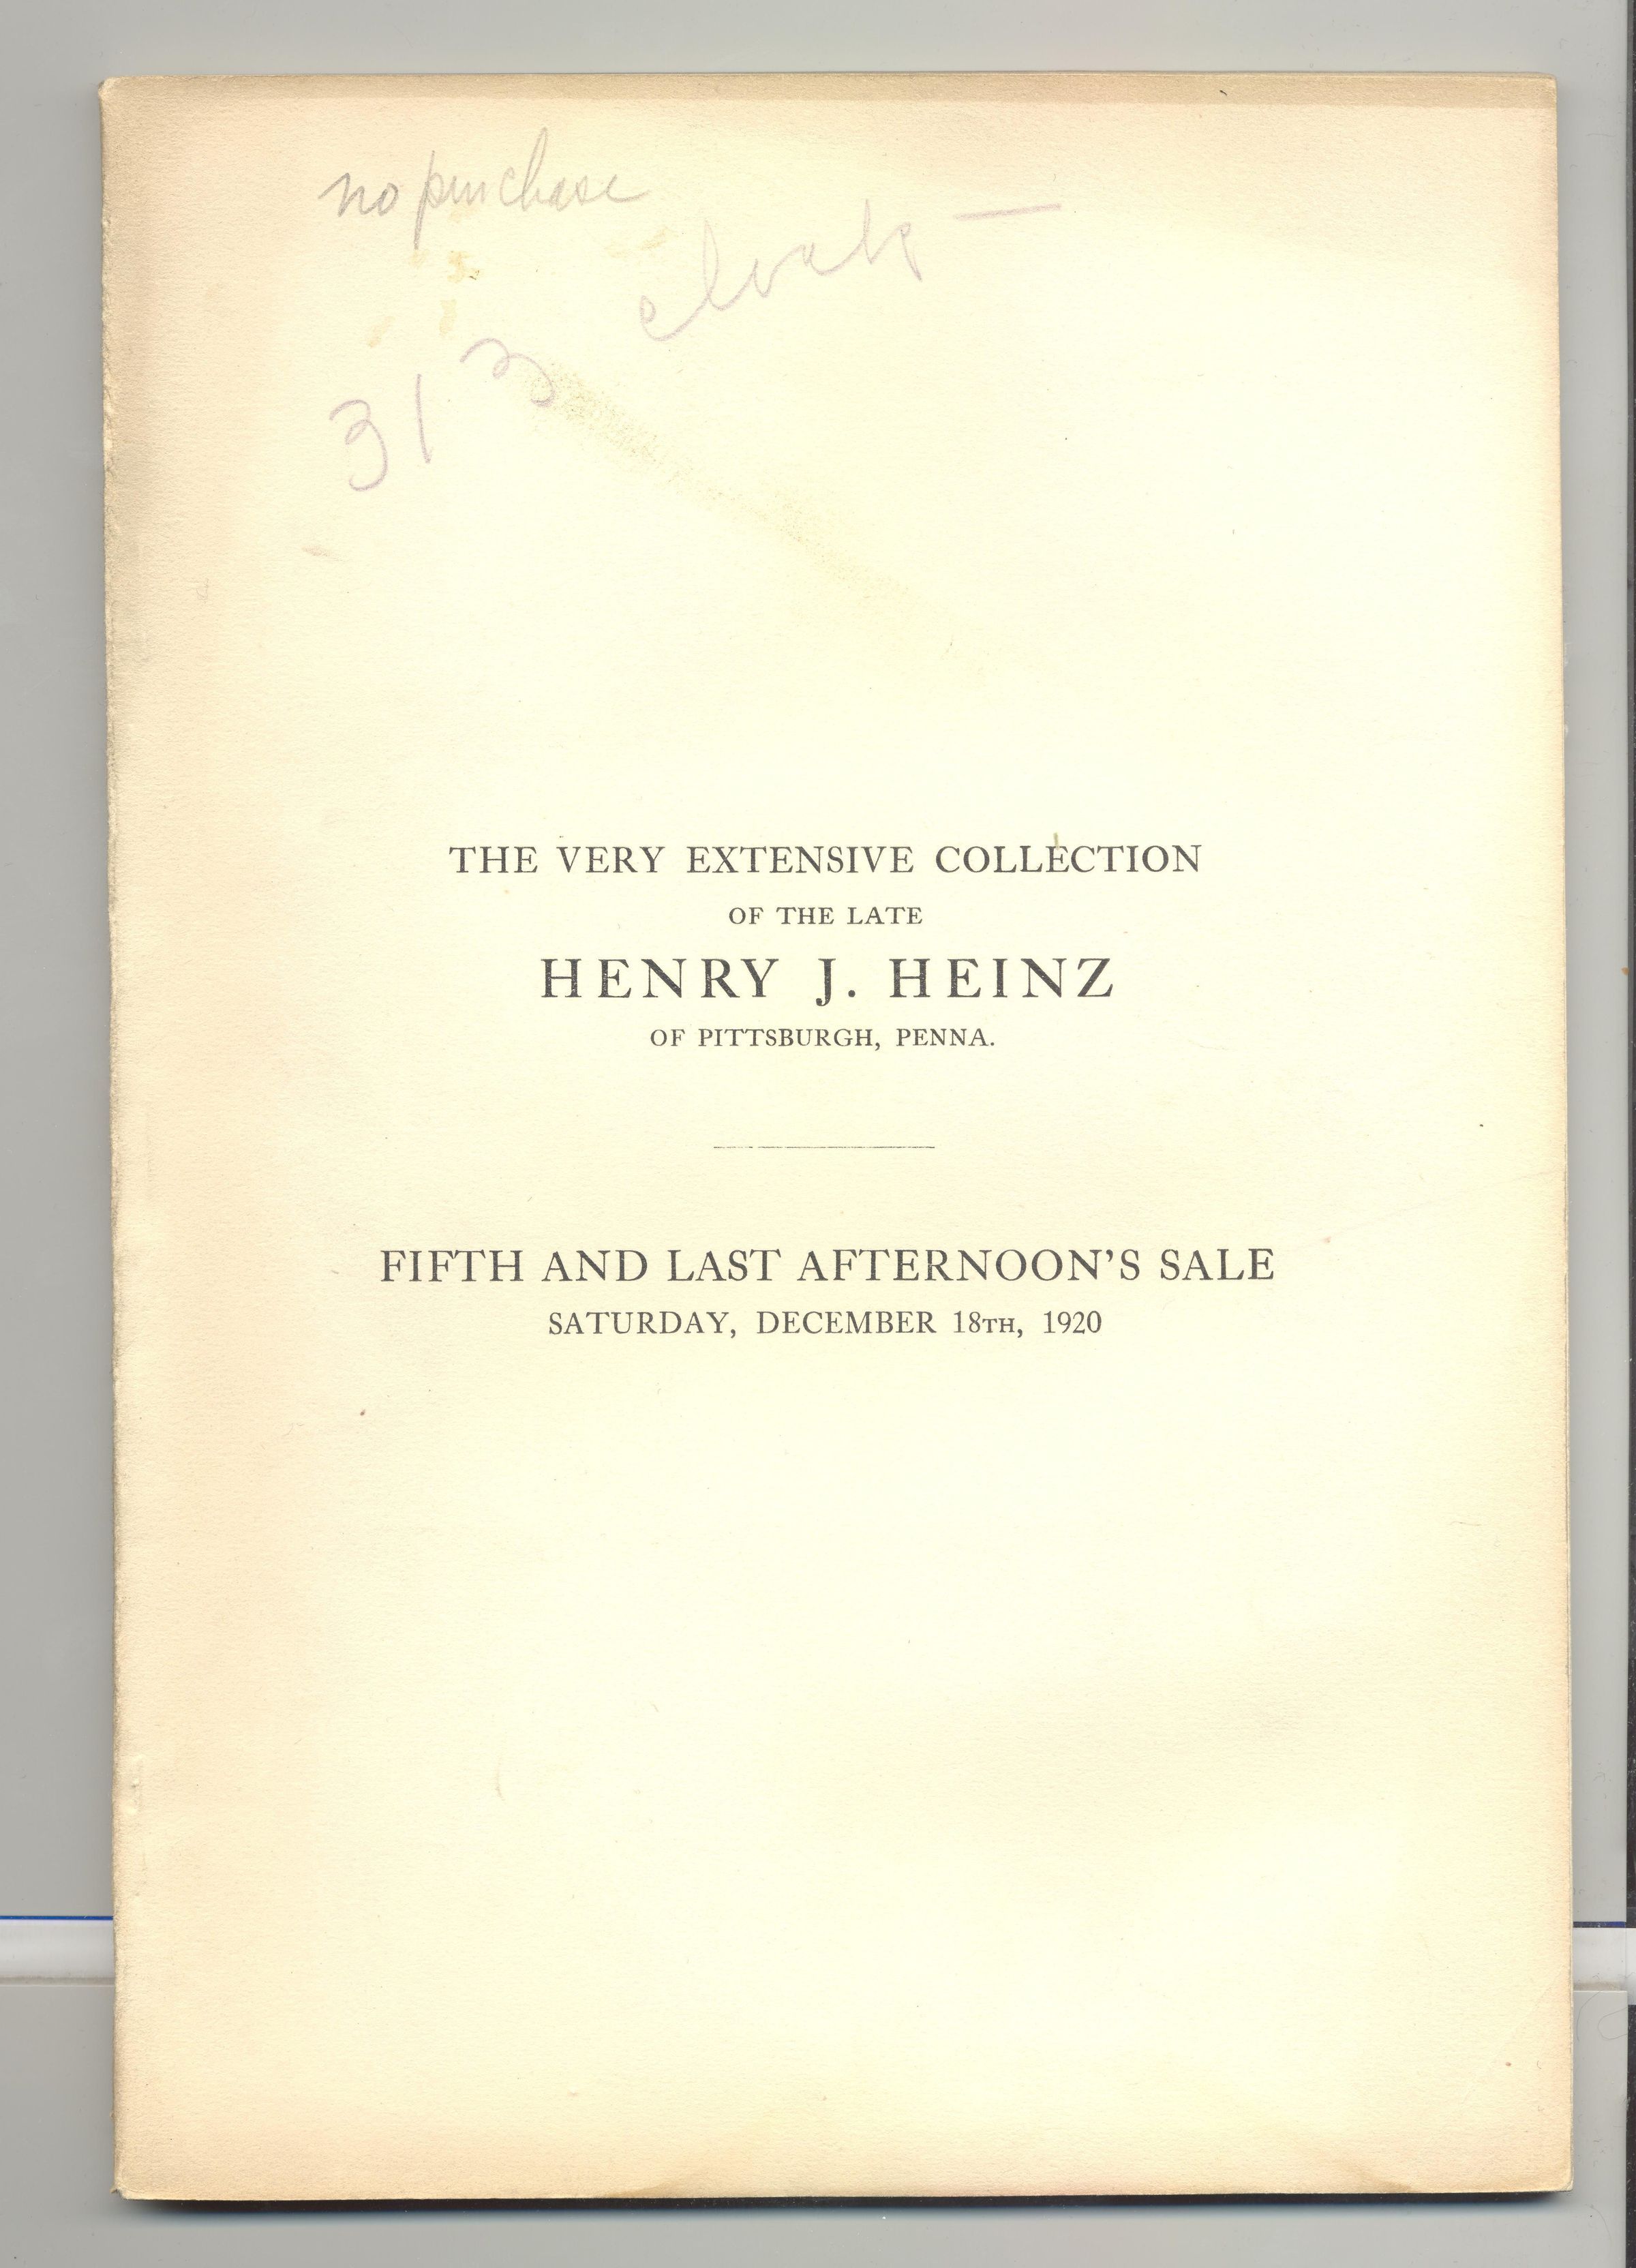 no purchase
313 clock —
THE VERY EXTENSIVE COLLECTION
OF THE LATE
HENRY J. HEINZ
OF PITTSBURGH, PENNA.
FIFTH AND LAST AFTERNOON'S SALE
SATURDAY, DECEMBER 18TH, 1920